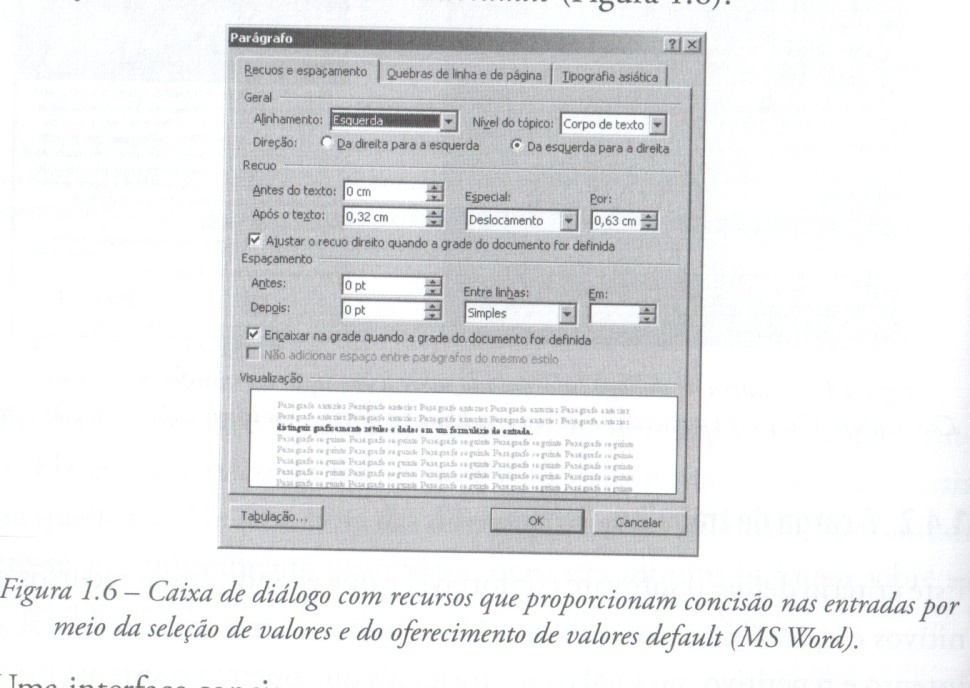 (Figura 1.6).
Parágrafo
Recuos e espaçamento Quebras de linha e de página Tipografia asiática
Geral
Alinhamento: Esquerda Nível do tópico: Corpo de texto
Direção: Da direita para a esquerda Da esquerda para a direita
Recuo
Antes do texto: 0 cm Especial: Por:
Após o texto: 0,32 cm Deslocamento 0,63 cm
Ajustar o recuo direito quando a grade do documento for definida
Espaçamento
Antes: 0 pt Entre linhas: Em:
Depois: 0 pt Simples
Encaixar na grade quando a grade do documento for definida
Não adicionar espaço entre parágrafos do mesmo estilo
Visualização
distinguir graficamente rótulos e dados em um formulário de entrada.
Tabulação... OK Cancelar
Figura 1.6 – Caixa de diálogo com recursos que proporcionam concisão nas entradas por
meio da seleção de valores e do oferecimento de valores default (MS Word).
Uma interface concis